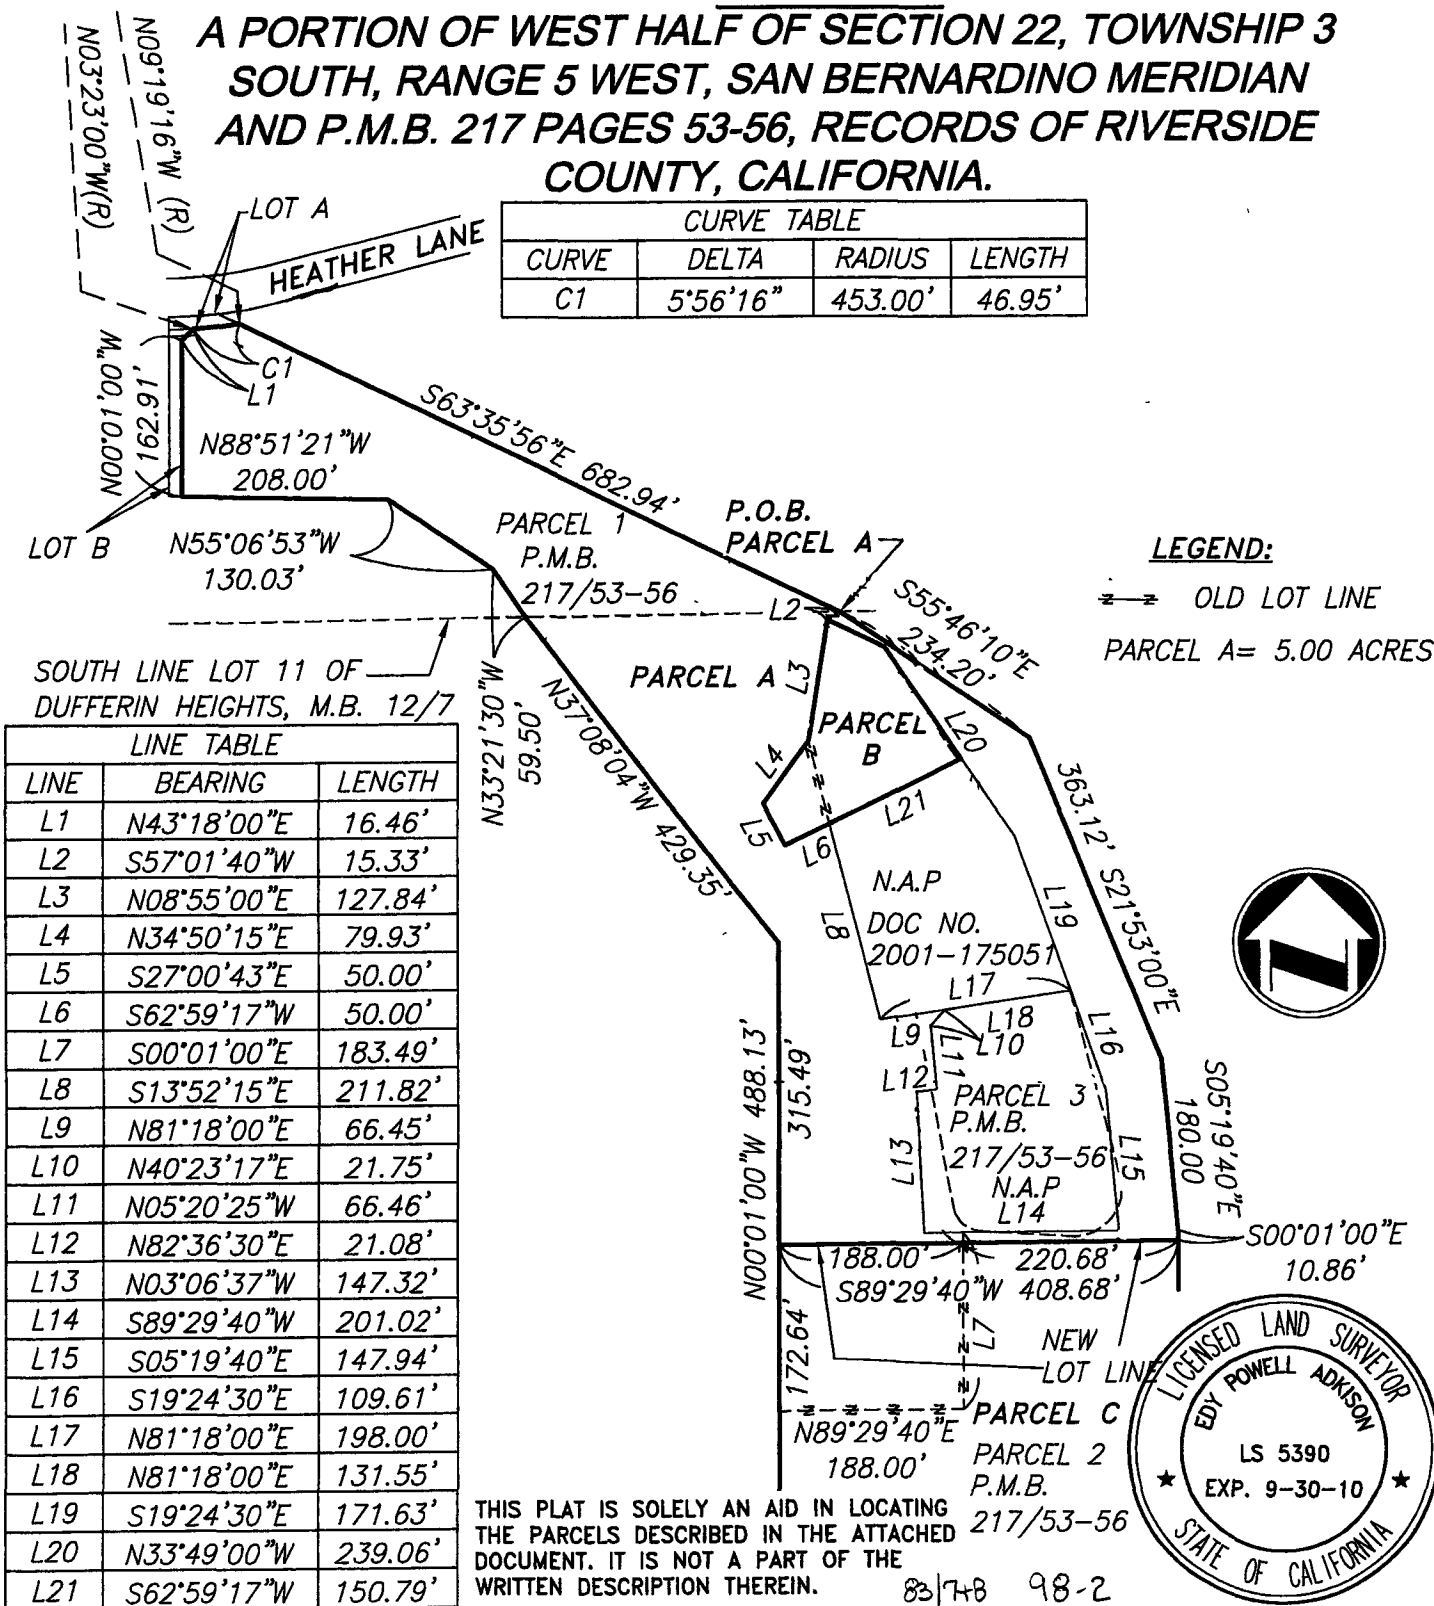 A PORTION OF WEST HALF OF SECTION 22, TOWNSHIP 3
SOUTH, RANGE 5 WEST, SAN BERNARDINO MERIDIAN
AND P.M.B. 217 PAGES 53-56, RECORDS OF RIVERSIDE
COUNTY, CALIFORNIA.
N03°23'00"W(R)
N09°19'16"W (R)
LOT A
HEATHER LANE
CURVE TABLE
CURVE DELTA RADIUS LENGTH
C1 5°56'16" 453.00' 46.95'
C1
L1
N00°01'00"W
162.91'
N88°51'21"W
208.00'
LOT B
N55°06'53"W
130.03'
S63°35'56"E 682.94'
PARCEL 1
P.M.B.
217/53-56
P.O.B.
PARCEL A
L2
S55°46'10"E
234.20'
LEGEND:
OLD LOT LINE
PARCEL A= 5.00 ACRES
SOUTH LINE LOT 11 OF
DUFFERIN HEIGHTS, M.B. 12/7
N33°21'30"W
59.50'
N37°08'04"W 429.35'
PARCEL A
L3
PARCEL
B
L20
L4
L5
L6
L21
363.12' S21°53'00"E
N.A.P
DOC NO.
2001-175051
L8
L19
L17
L9
L18
L10
L11
L16
L12
PARCEL 3
P.M.B.
217/53-56
N.A.P
L13
L15
L14
S05°19'40"E
180.00
N00°01'00"W 488.13'
315.49'
172.64'
188.00' 220.68'
S89°29'40"W 408.68'
S00°01'00"E
10.86'
L7
NEW
LOT LINE
N89°29'40"E
188.00'
PARCEL C
PARCEL 2
P.M.B.
217/53-56
LINE TABLE
LINE BEARING LENGTH
L1 N43°18'00"E 16.46'
L2 S57°01'40"W 15.33'
L3 N08°55'00"E 127.84'
L4 N34°50'15"E 79.93'
L5 S27°00'43"E 50.00'
L6 S62°59'17"W 50.00'
L7 S00°01'00"E 183.49'
L8 S13°52'15"E 211.82'
L9 N81°18'00"E 66.45'
L10 N40°23'17"E 21.75'
L11 N05°20'25"W 66.46'
L12 N82°36'30"E 21.08'
L13 N03°06'37"W 147.32'
L14 S89°29'40"W 201.02'
L15 S05°19'40"E 147.94'
L16 S19°24'30"E 109.61'
L17 N81°18'00"E 198.00'
L18 N81°18'00"E 131.55'
L19 S19°24'30"E 171.63'
L20 N33°49'00"W 239.06'
L21 S62°59'17"W 150.79'
THIS PLAT IS SOLELY AN AID IN LOCATING
THE PARCELS DESCRIBED IN THE ATTACHED
DOCUMENT. IT IS NOT A PART OF THE
WRITTEN DESCRIPTION THEREIN.
83/74B 98-2
LICENSED LAND SURVEYOR
EDY POWELL ADKISON
LS 5390
EXP. 9-30-10
STATE OF CALIFORNIA